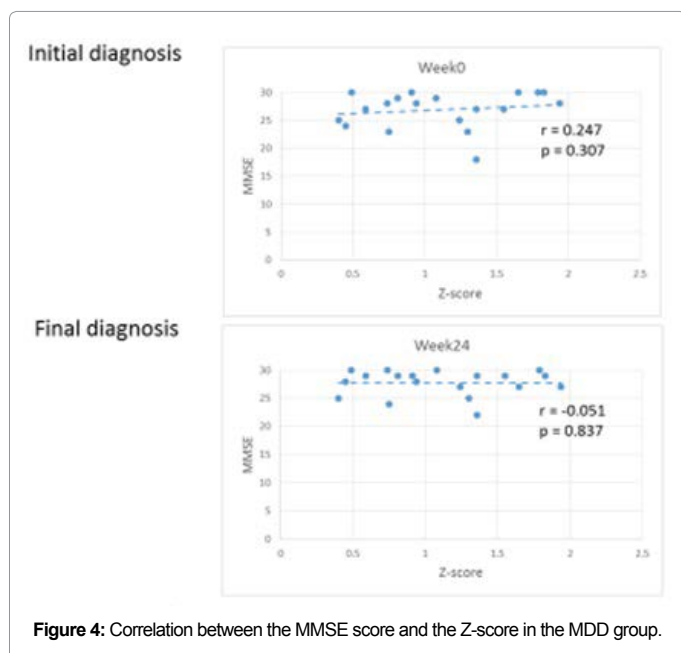 Initial diagnosis
Week0
30
25
20
15
10
5
0
MMSE
r = 0.247
p = 0.307
0 0.5 1 1.5 2 2.5
Z-score
Final diagnosis
Week24
30
25
20
15
10
5
0
MMSE
r = -0.051
p = 0.837
0 0.5 1 1.5 2 2.5
Z-score
Figure 4: Correlation between the MMSE score and the Z-score in the MDD group.